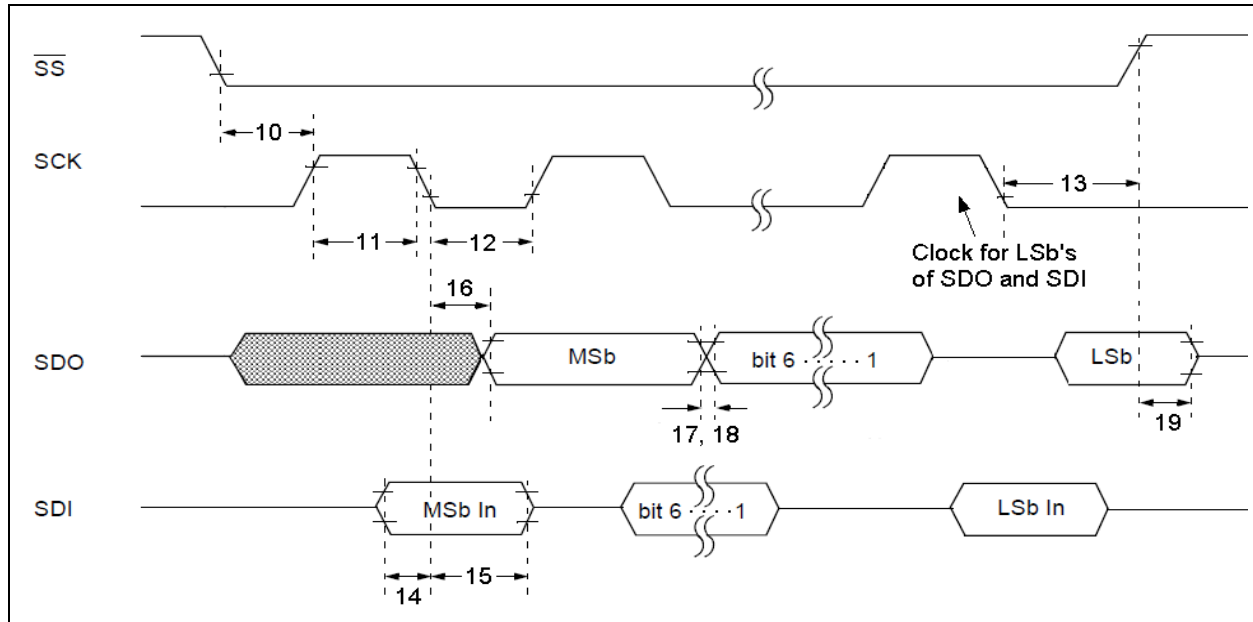 S̅S̅
SCK
10
11
12
13
Clock for LSb's
of SDO and SDI
16
SDO
MSb
bit 6 · · · · · 1
LSb
17, 18
19
SDI
MSb In
bit 6 · · · · 1
LSb In
14
15